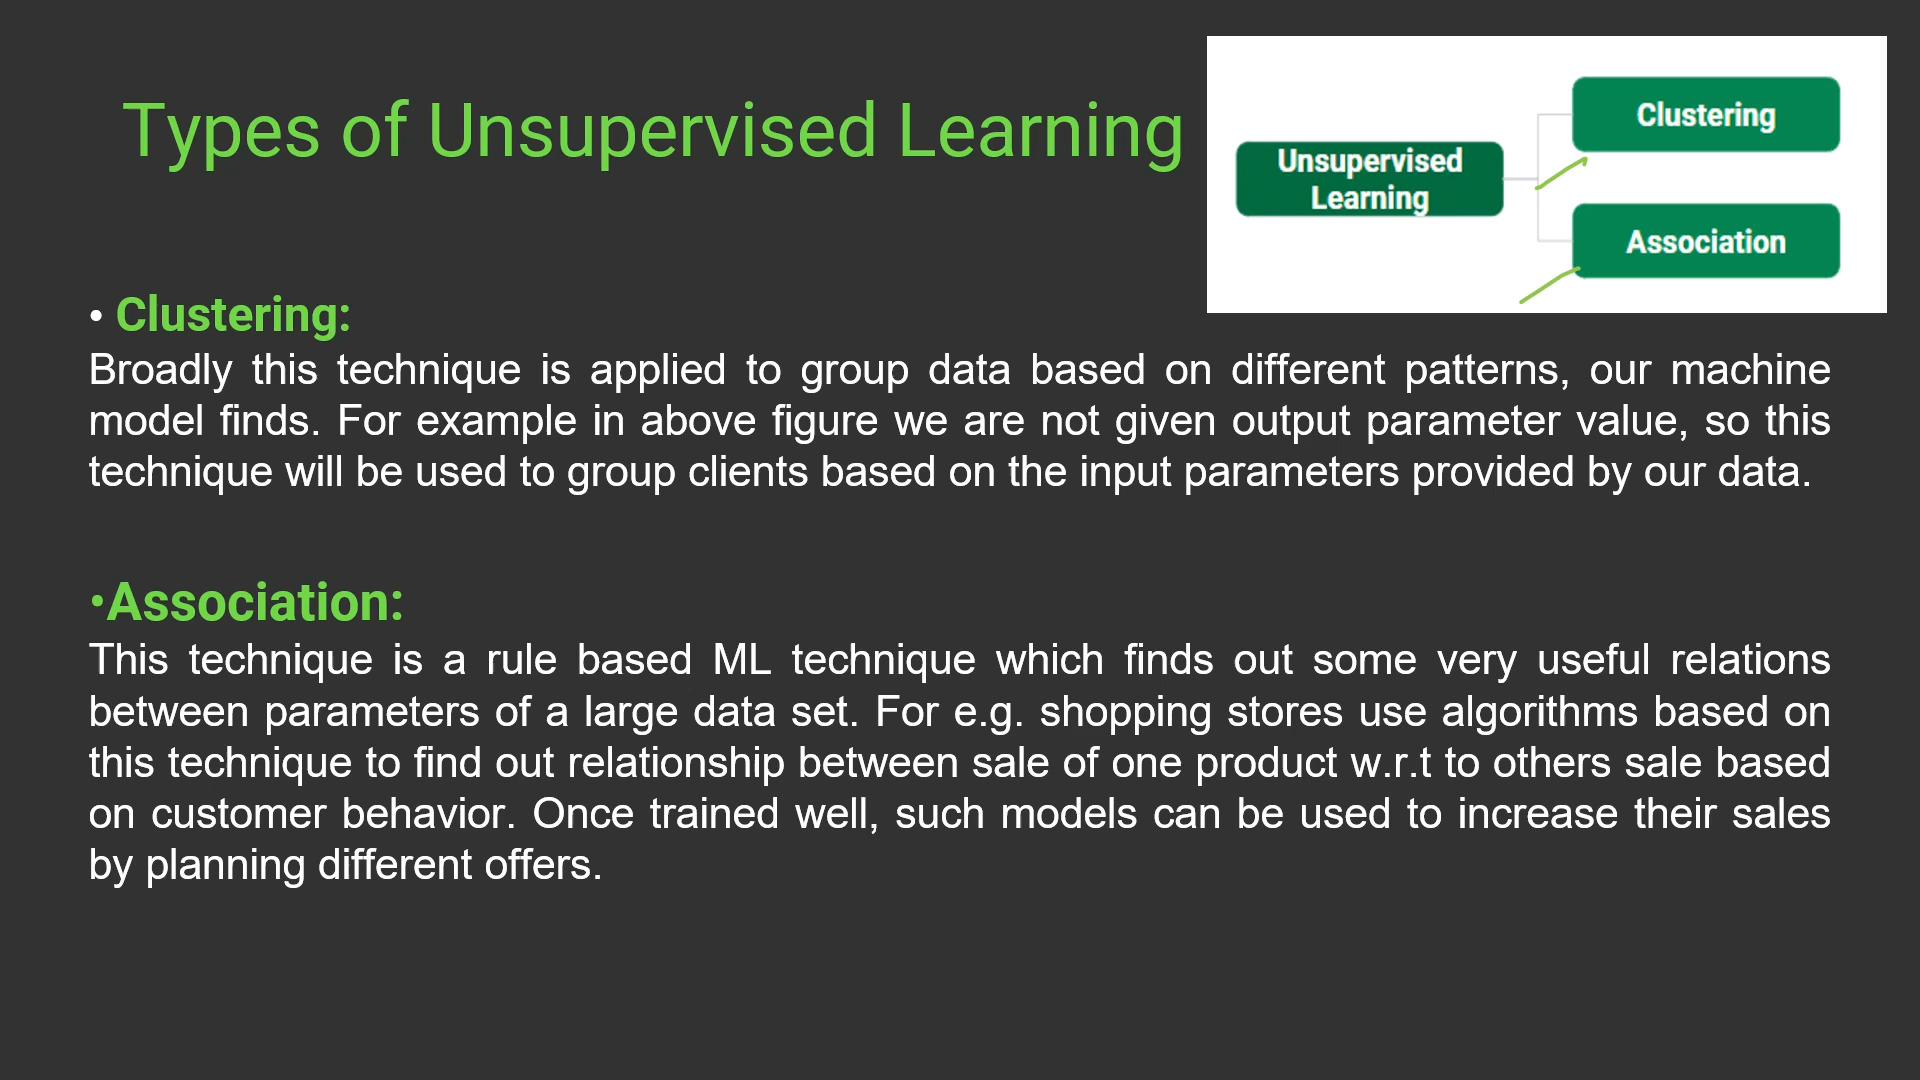 Types of Unsupervised Learning
Unsupervised
Learning
Clustering
Association
• Clustering:
Broadly this technique is applied to group data based on different patterns, our machine
model finds. For example in above figure we are not given output parameter value, so this
technique will be used to group clients based on the input parameters provided by our data.
•Association:
This technique is a rule based ML technique which finds out some very useful relations
between parameters of a large data set. For e.g. shopping stores use algorithms based on
this technique to find out relationship between sale of one product w.r.t to others sale based
on customer behavior. Once trained well, such models can be used to increase their sales
by planning different offers.